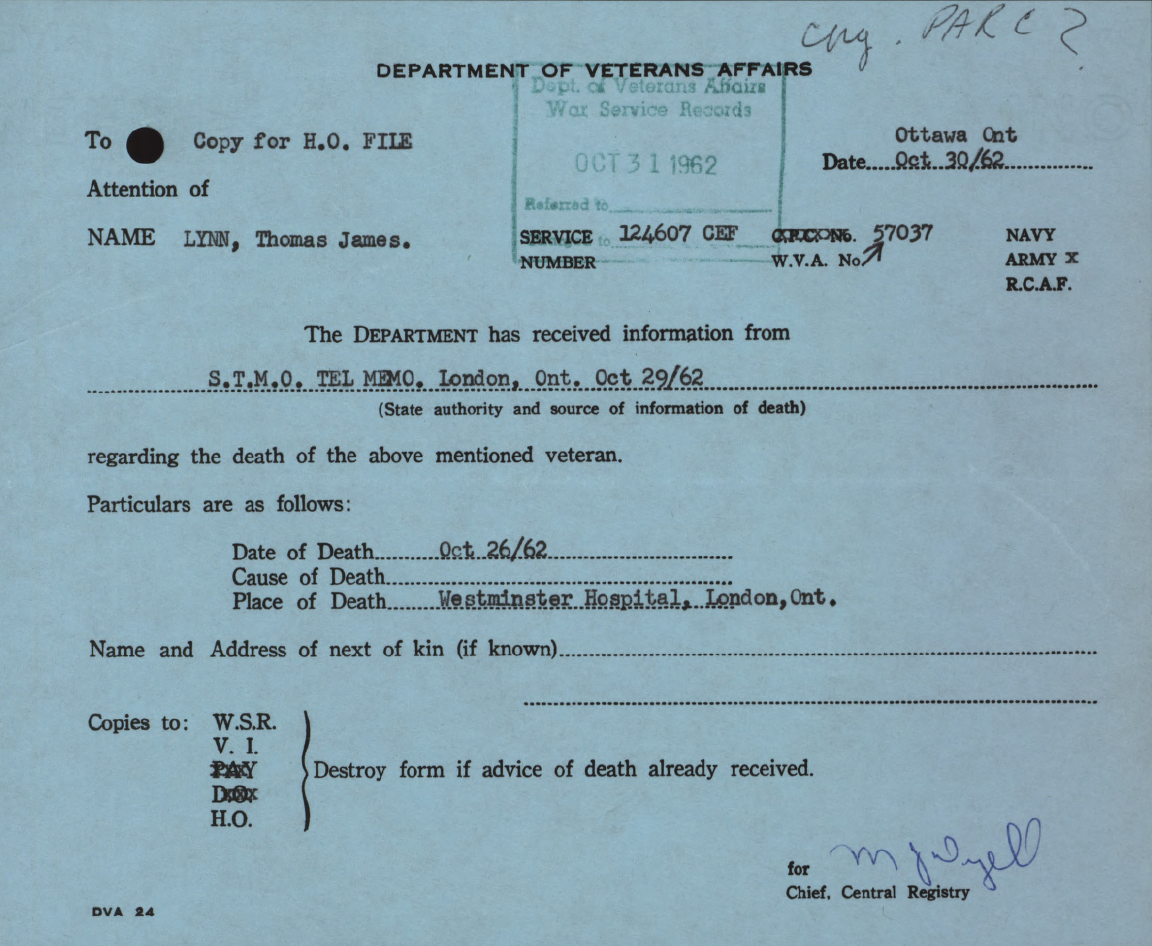 chg. PARC 2
DEPARTMENT OF VETERANS AFFAIRS
Dept. of Veterans Affairs
War Service Records
OCT 31 1962
Referred to
To Copy for H.O. FILE
Ottawa Ont
Date Oct 30/62
Attention of
NAME LYNN, Thomas James.
SERVICE NUMBER 124607 CEF
C.P.C. No. 57037
W.V.A. No.
NAVY
ARMY x
R.C.A.F.
The DEPARTMENT has received information from
S.T.M.O. TEL MEMO. London, Ont. Oct 29/62
(State authority and source of information of death)
regarding the death of the above mentioned veteran.
Particulars are as follows:
Date of Death Oct 26/62
Cause of Death
Place of Death Westminster Hospital, London,Ont.
Name and Address of next of kin (if known)
Copies to: W.S.R.
V. I.
PAY
D.O.
H.O.
Destroy form if advice of death already received.
for
Chief, Central Registry
DVA 24